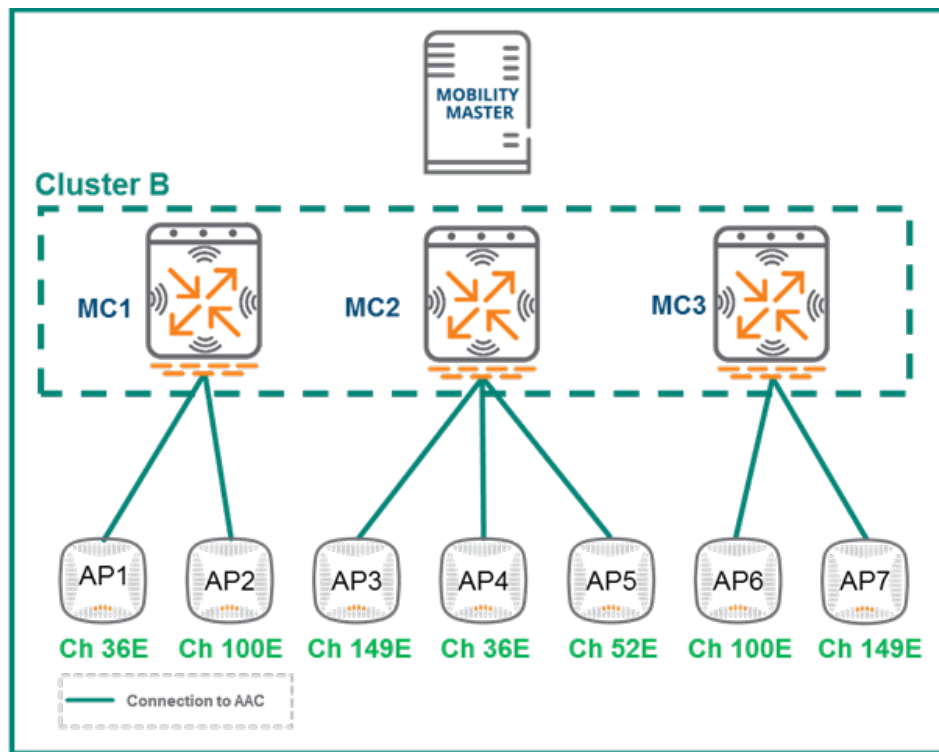 MOBILITY
MASTER
Cluster B
MC1
MC2
MC3
AP1
AP2
AP3
AP4
AP5
AP6
AP7
Ch 36E
Ch 100E
Ch 149E
Ch 36E
Ch 52E
Ch 100E
Ch 149E
Connection to AAC